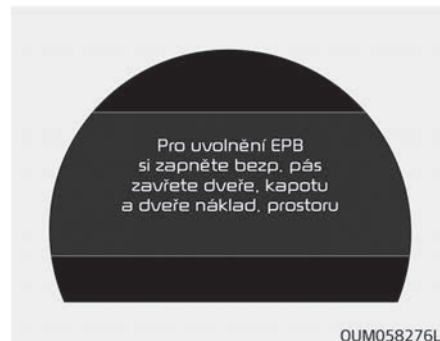 Pro uvolnění EPB
si zapněte bezp, pás
zavřete dveře, kapotu
a dveře náklad, prostoru
OUM058276L